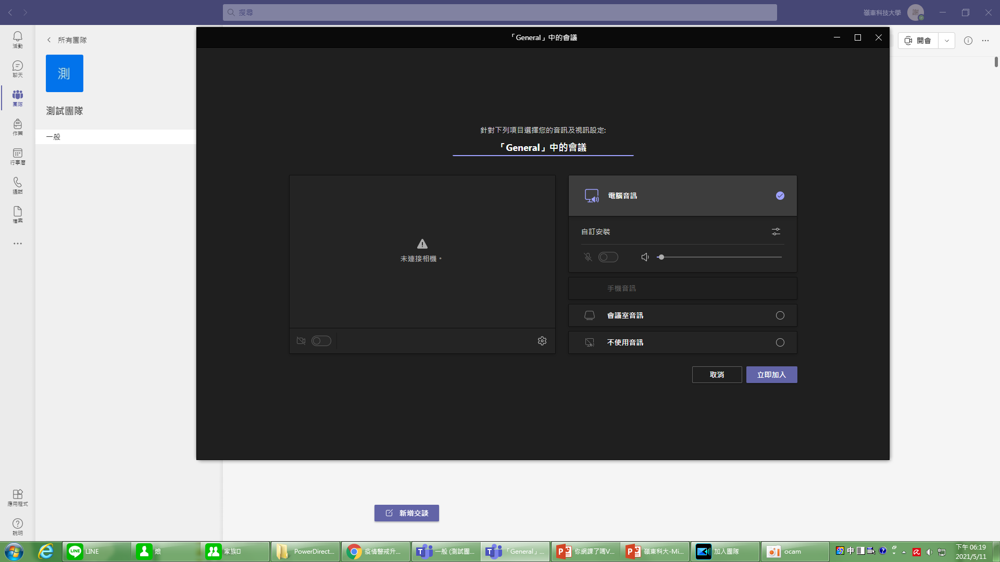 搜尋
嶺東科技大學
謝
活動
聊天
團隊
作業
行事曆
通話
檔案
應用程式
說明
所有團隊
測
測試團隊
一般
開會
「General」中的會議
針對下列項目選擇您的音訊及視訊設定:
「General」中的會議
未連接相機。
電腦音訊
自訂安裝
手機音訊
會議室音訊
不使用音訊
取消
立即加入
新增交談
LINE
娘
家族
PowerDirect...
疫情警戒升...
一般 (測試團...
「General」...
你網課了嗎V...
嶺東科大-Mi...
加入團隊
ocam
中
下午 06:19
2021/5/11